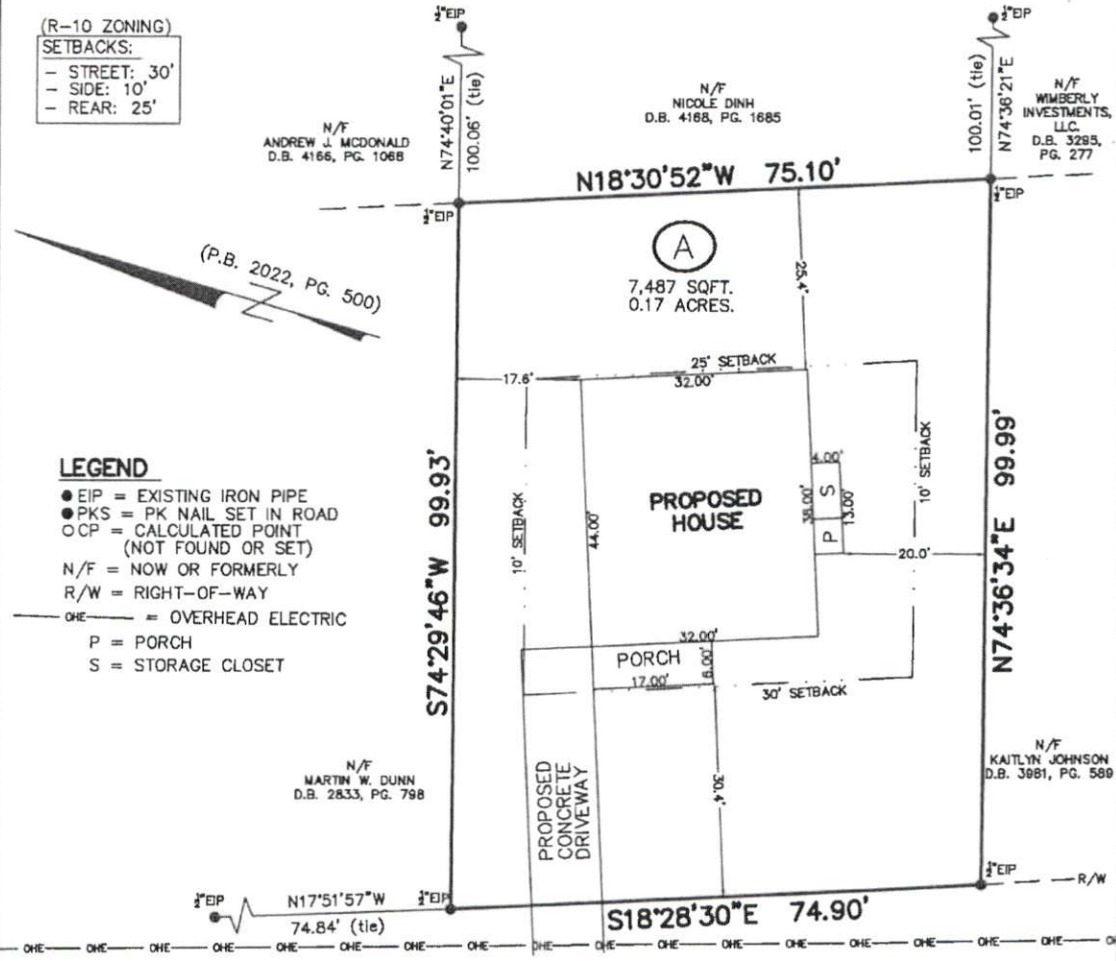 (R-10 ZONING)
SETBACKS:
- STREET: 30'
- SIDE: 10'
- REAR: 25'
½"EIP
½"EIP
N74°40'01"E
100.06' (tie)
100.01' (tie)
N74°36'21"E
N/F
ANDREW J. MCDONALD
D.B. 4166, PG. 1068
N/F
NICOLE DINH
D.B. 4168, PG. 1685
N/F
WIMBERLY
INVESTMENTS,
LLC.
D.B. 3295,
PG. 277
N18°30'52"W 75.10'
½"EIP
½"EIP
(P.B. 2022, PG. 500)
A
7,487 SQFT.
0.17 ACRES.
25.4'
25' SETBACK
17.6'
32.00'
LEGEND
EIP = EXISTING IRON PIPE
PKS = PK NAIL SET IN ROAD
CP = CALCULATED POINT
(NOT FOUND OR SET)
N/F = NOW OR FORMERLY
R/W = RIGHT-OF-WAY
OHE = OVERHEAD ELECTRIC
P = PORCH
S = STORAGE CLOSET
S74°29'46"W 99.93'
10' SETBACK
44.00'
PROPOSED
HOUSE
38.00'
4.00'
S
13.00'
P
20.0'
10' SETBACK
N74°36'34"E 99.99'
32.00'
PORCH
6.00'
17.00'
30' SETBACK
30.4'
PROPOSED
CONCRETE
DRIVEWAY
N/F
MARTIN W. DUNN
D.B. 2833, PG. 798
N/F
KAITLYN JOHNSON
D.B. 3981, PG. 589
½"EIP
N17°51'57"W
74.84' (tie)
½"EIP
S18°28'30"E 74.90'
½"EIP
R/W
OHE OHE OHE OHE OHE OHE OHE OHE OHE OHE OHE OHE OHE OHE OHE OHE OHE